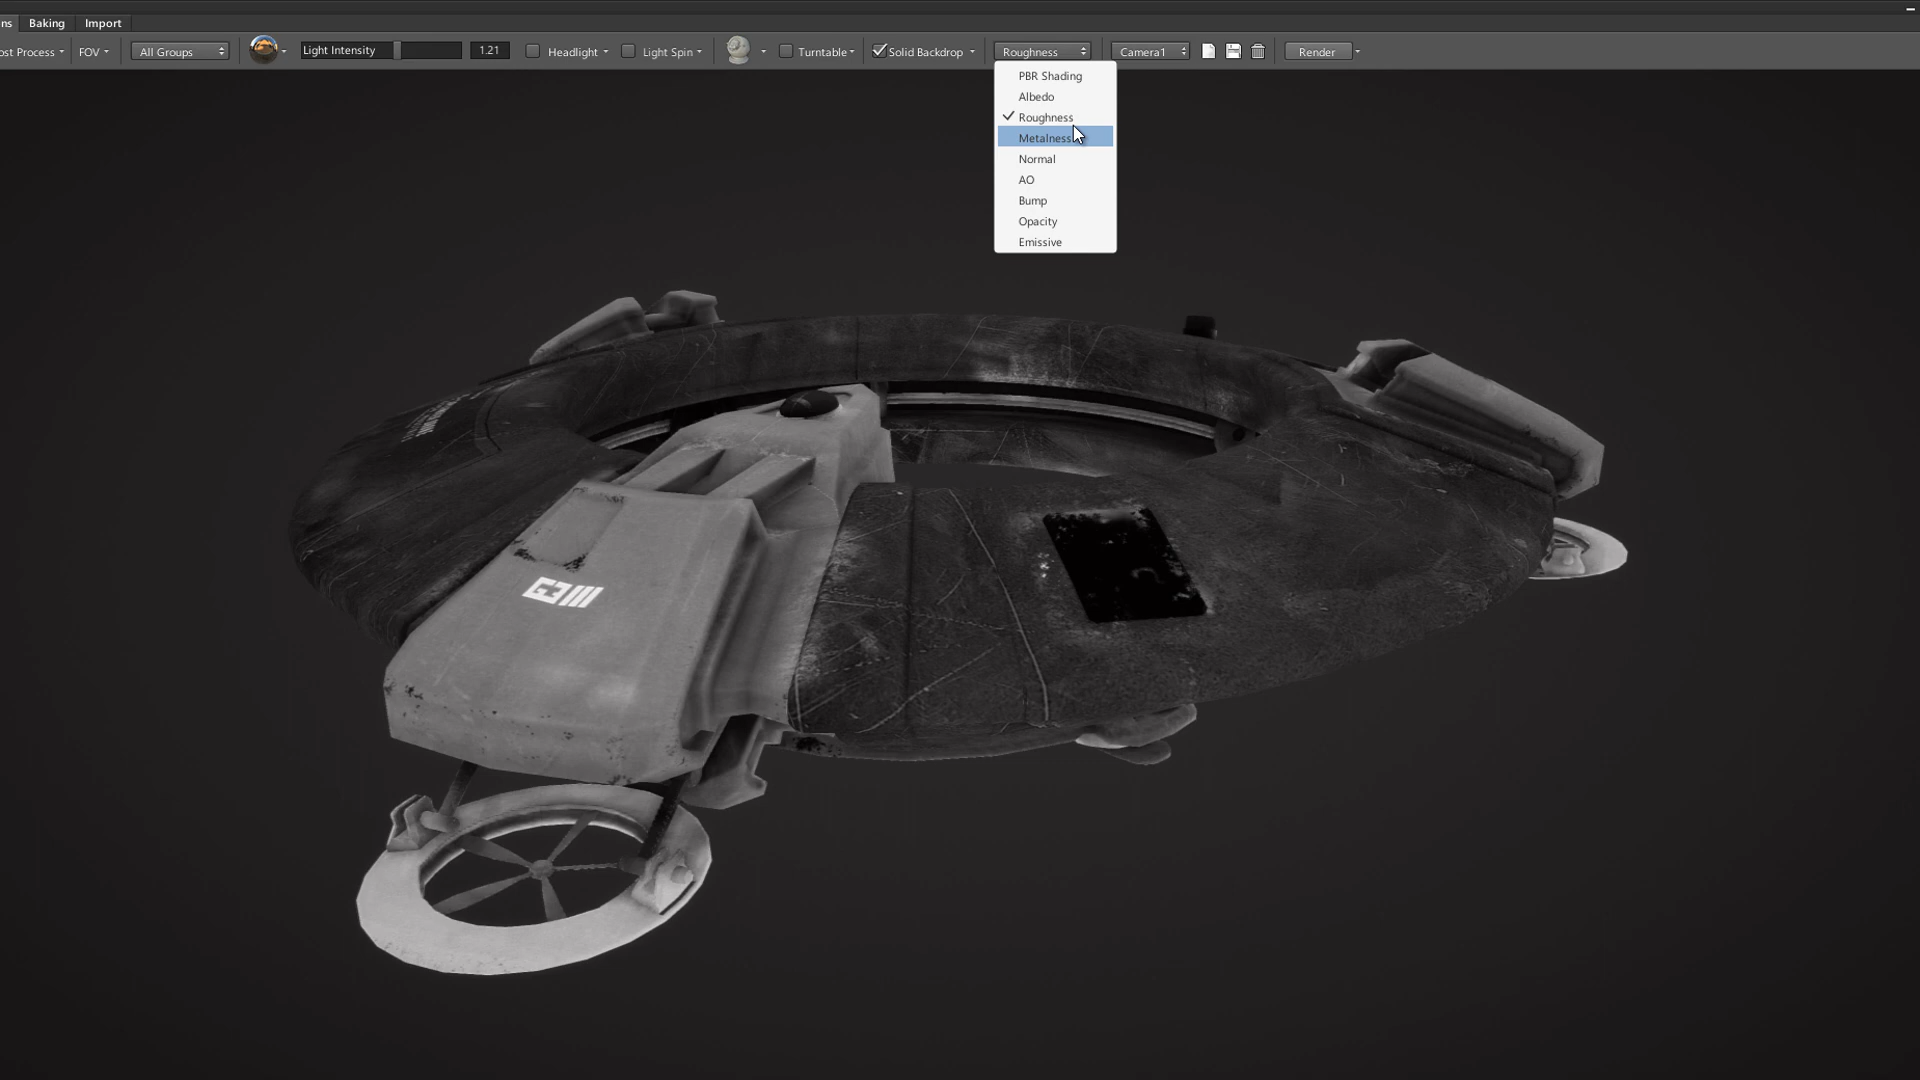 ns Baking Import
ost Process FOV All Groups Light Intensity 1.21 Headlight Light Spin Turntable Solid Backdrop Roughness Camera1 Render
PBR Shading
Albedo
Roughness
Metalness
Normal
AO
Bump
Opacity
Emissive